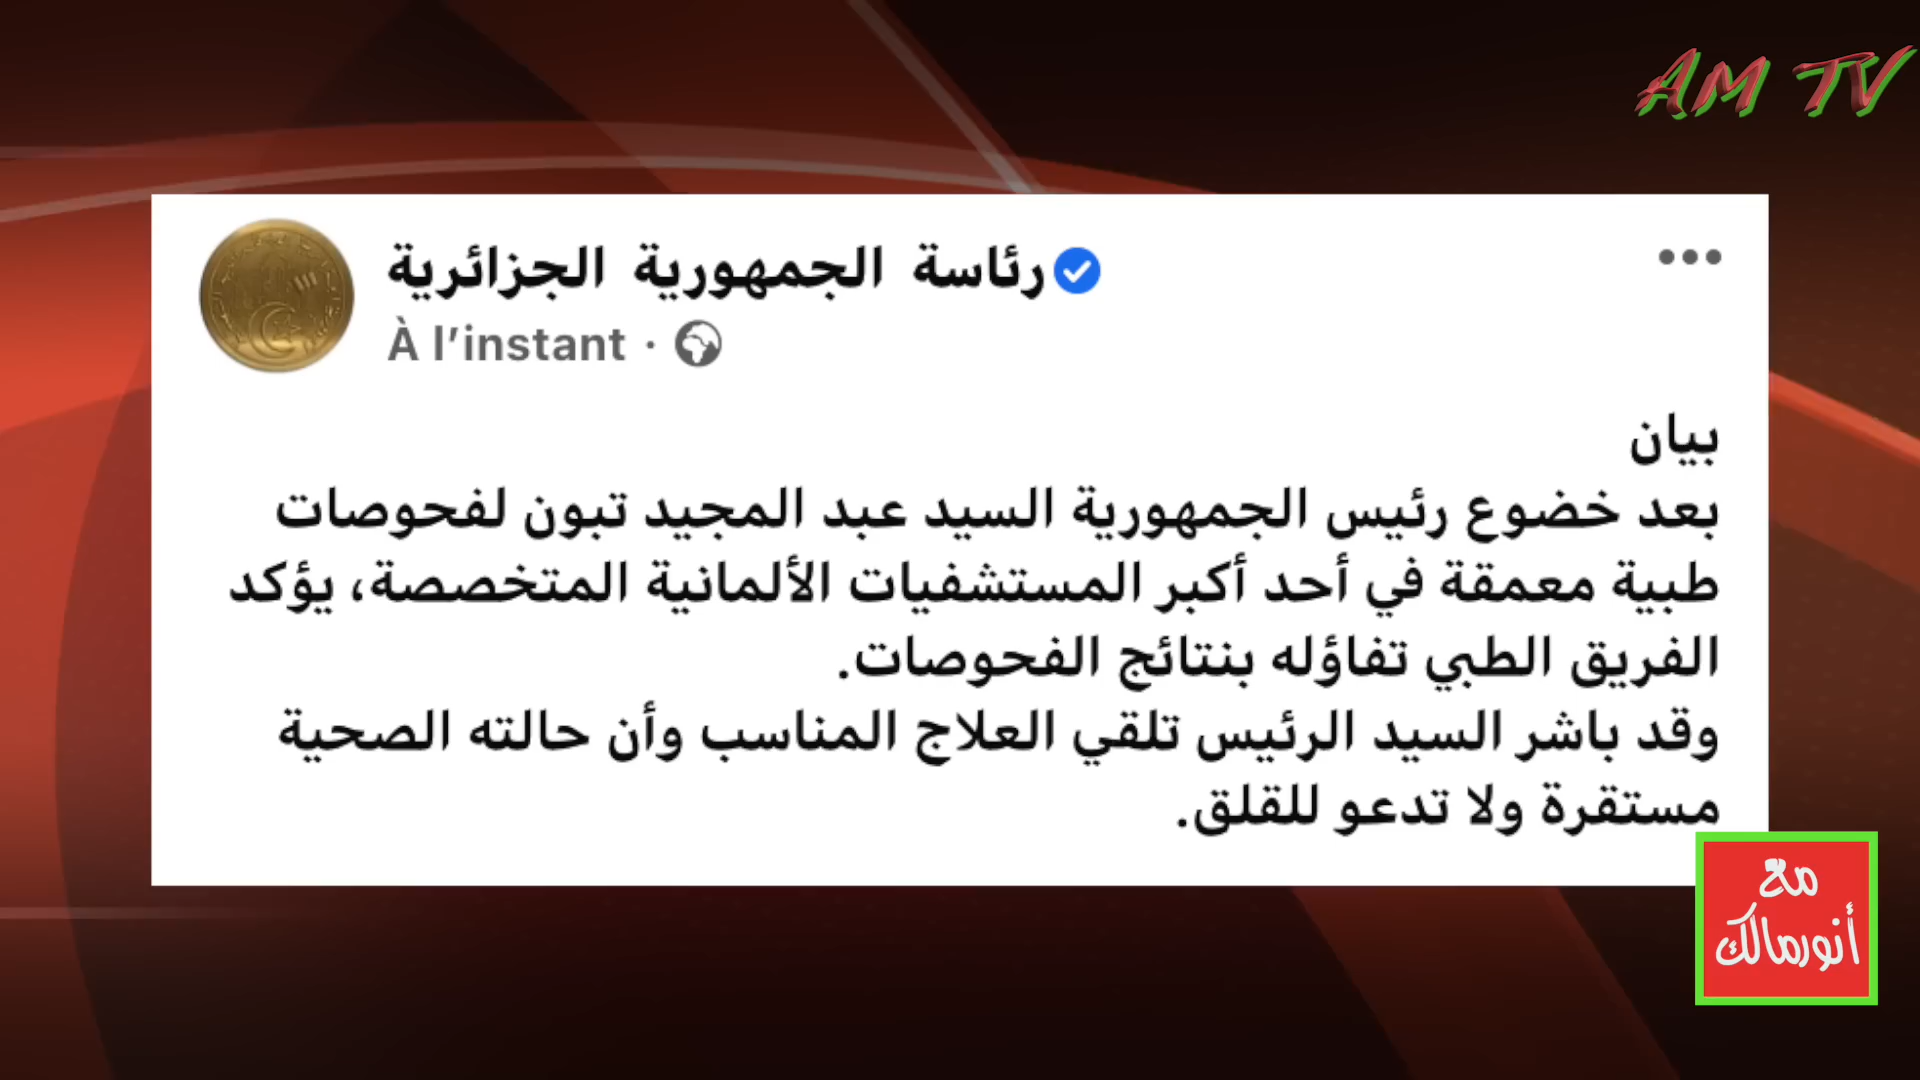 AM TV
رئاسة الجمهورية الجزائرية
À l’instant ·
بيان
بعد خضوع رئيس الجمهورية السيد عبد المجيد تبون لفحوصات
طبية معمقة في أحد أكبر المستشفيات الألمانية المتخصصة، يؤكد
الفريق الطبي تفاؤله بنتائج الفحوصات.
وقد باشر السيد الرئيس تلقي العلاج المناسب وأن حالته الصحية
مستقرة ولا تدعو للقلق.
مع
أنور مالك